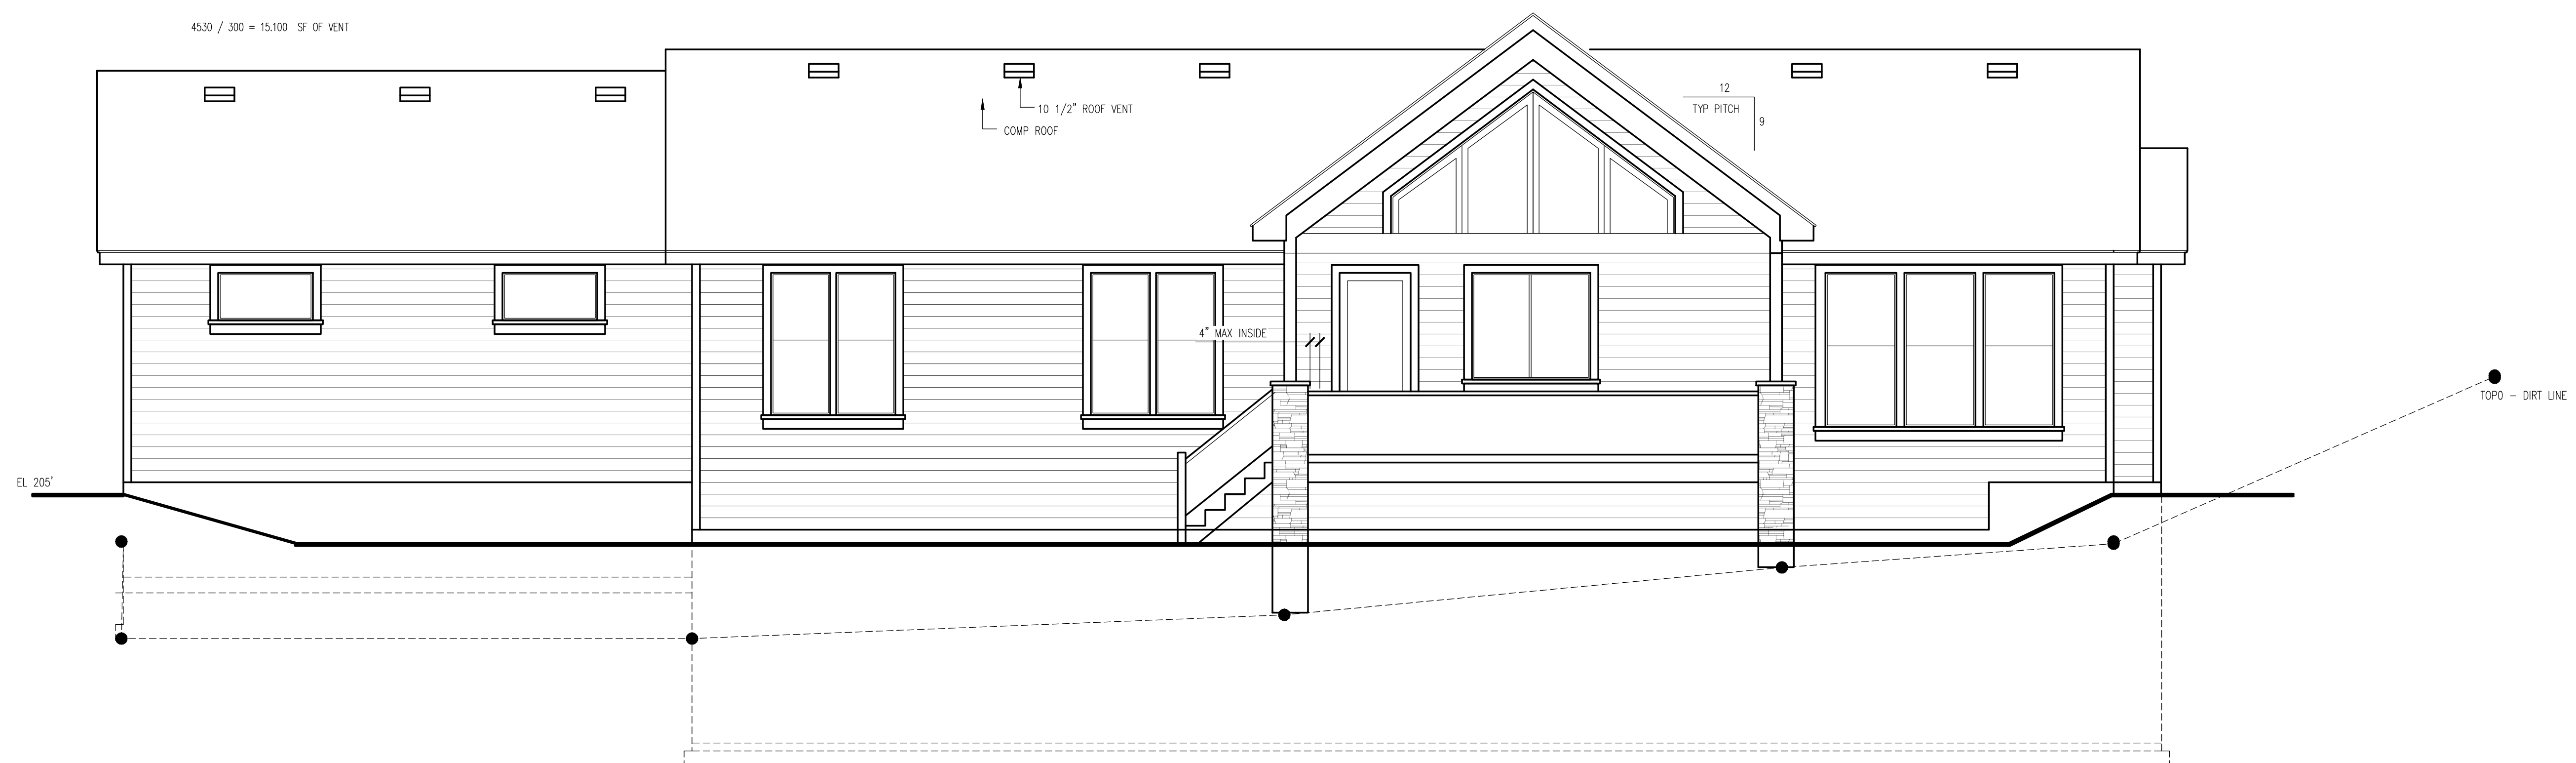 4530 / 300 = 15.100 SF OF VENT
12
TYP PITCH
9
10 1/2" ROOF VENT
COMP ROOF
4" MAX INSIDE
TOPO - DIRT LINE
EL 205'